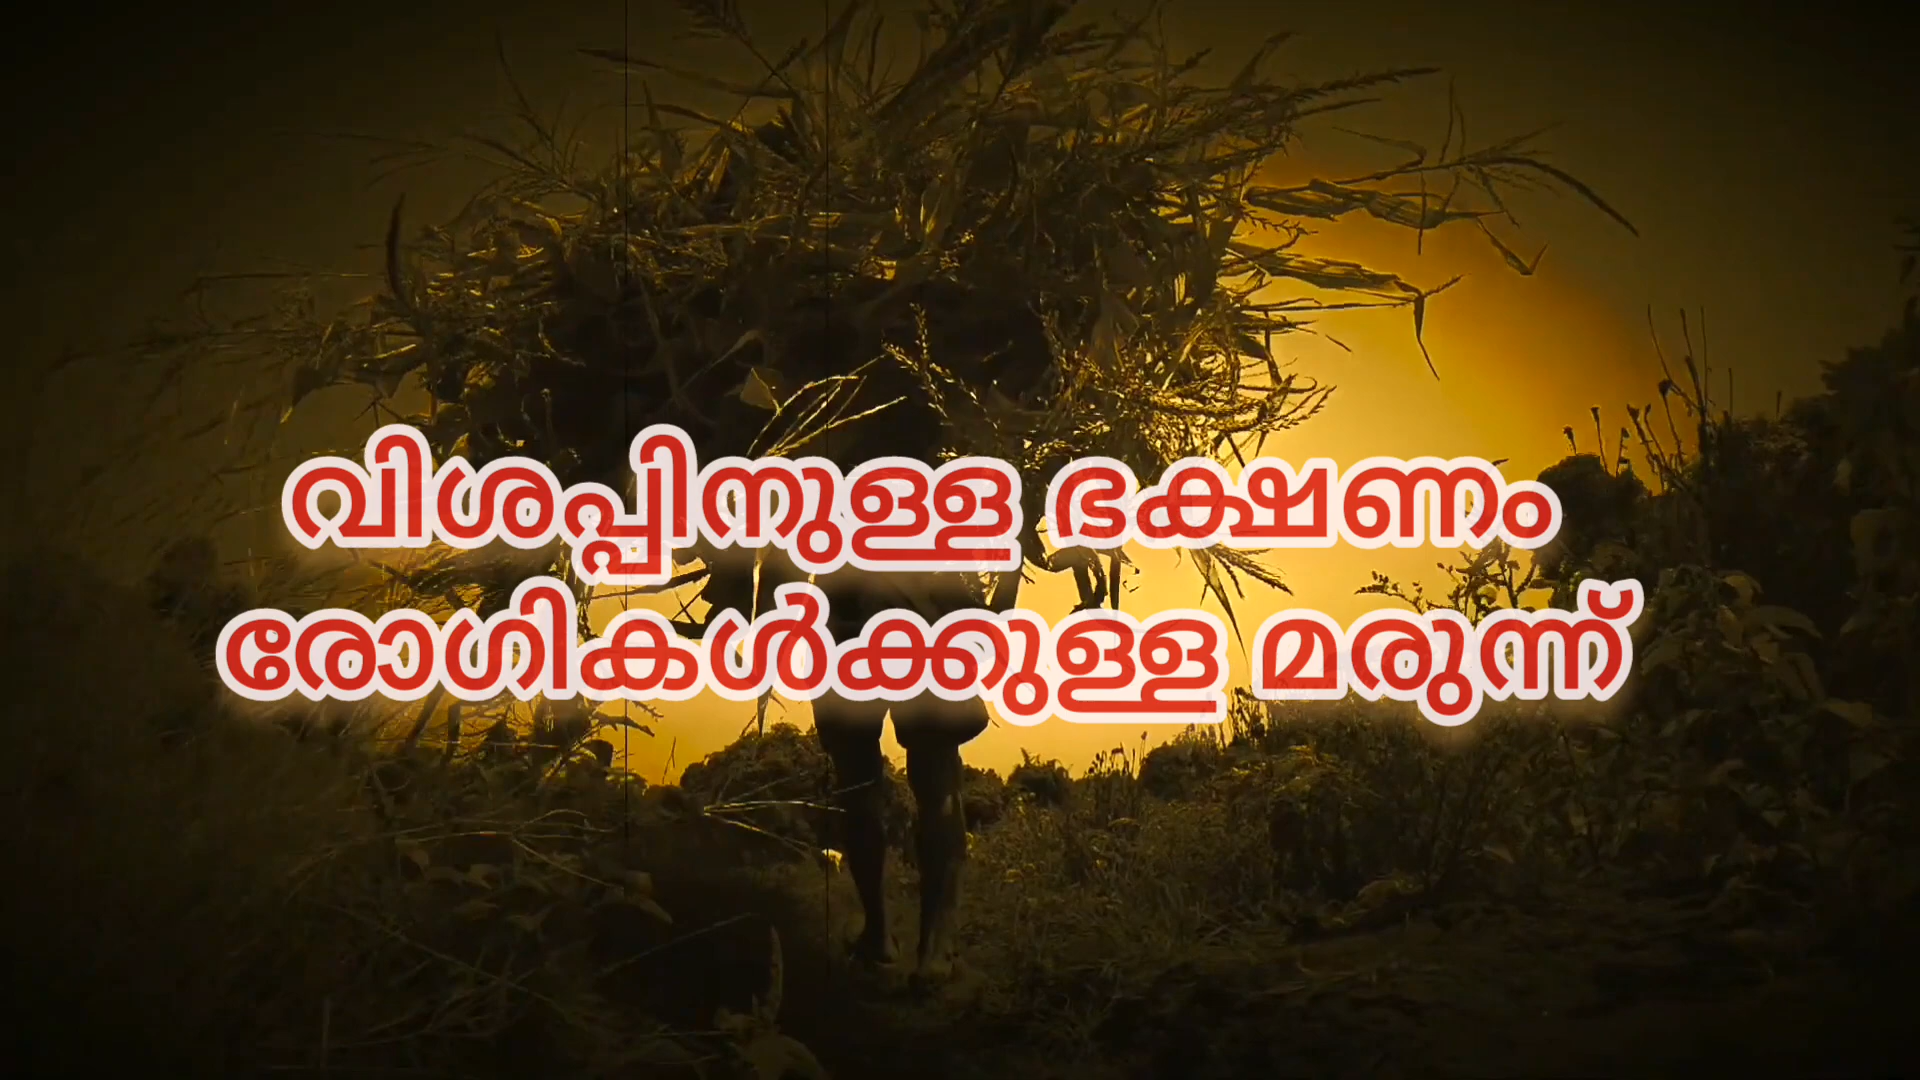 വിശപ്പിനുള്ള ഭക്ഷണം
രോഗികൾക്കുള്ള മരുന്ന്